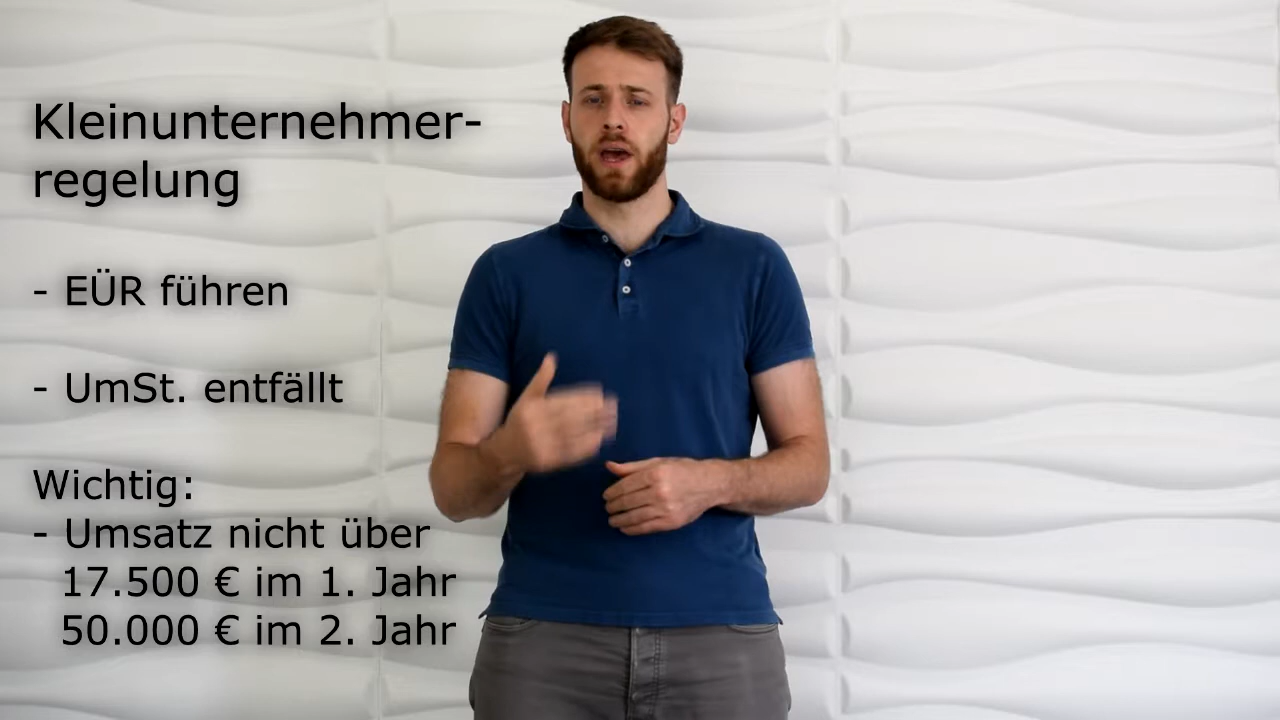 Kleinunternehmer-
regelung
- EÜR führen
- UmSt. entfällt
Wichtig:
- Umsatz nicht über
17.500 € im 1. Jahr
50.000 € im 2. Jahr